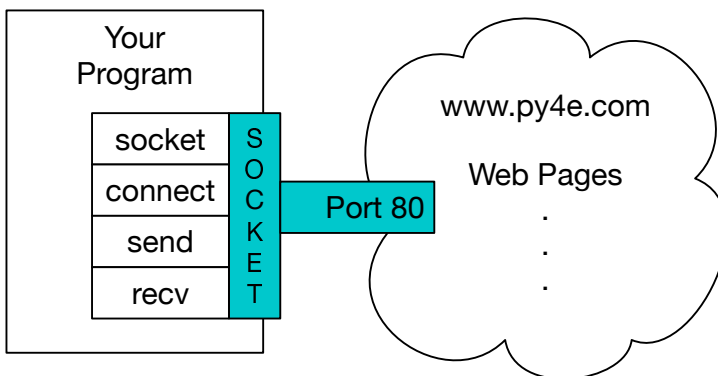 Your
Program
socket
connect
send
recv
S
O
C
K
E
T
Port 80
www.py4e.com
Web Pages
.
.
.